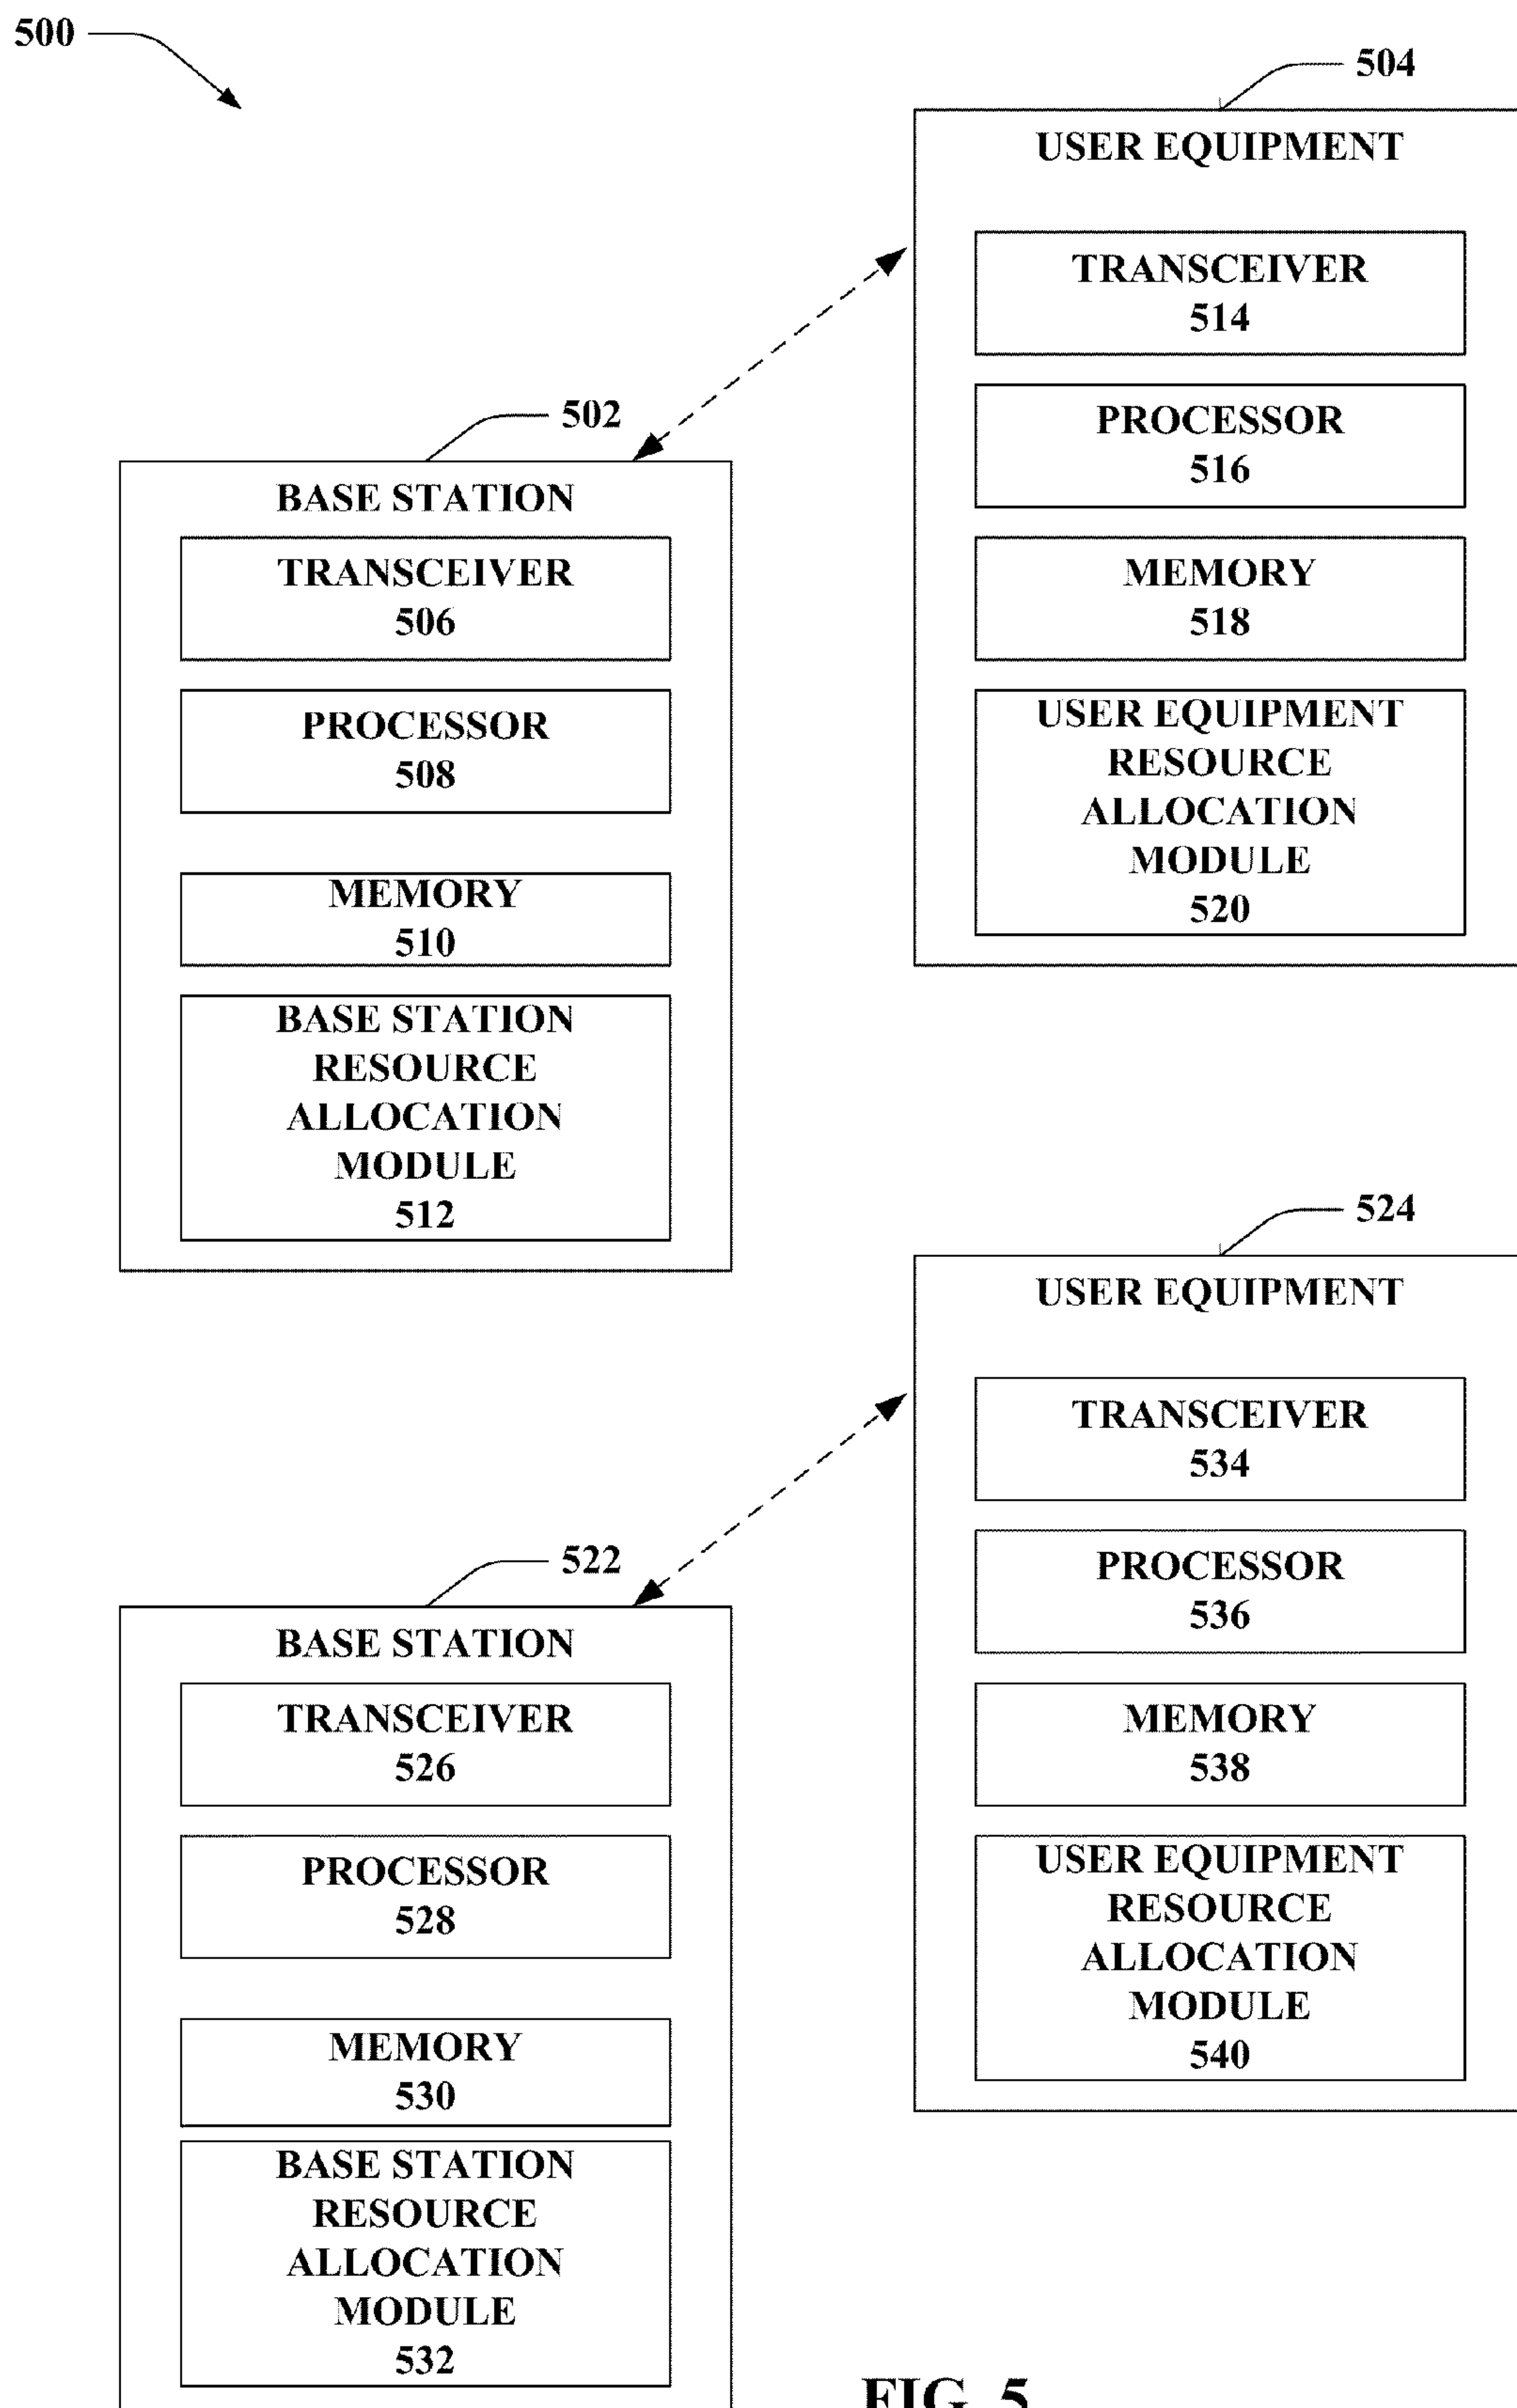 500
504
USER EQUIPMENT
TRANSCEIVER
514
PROCESSOR
516
MEMORY
518
USER EQUIPMENT
RESOURCE
ALLOCATION
MODULE
520
502
BASE STATION
TRANSCEIVER
506
PROCESSOR
508
MEMORY
510
BASE STATION
RESOURCE
ALLOCATION
MODULE
512
524
USER EQUIPMENT
TRANSCEIVER
534
PROCESSOR
536
MEMORY
538
USER EQUIPMENT
RESOURCE
ALLOCATION
MODULE
540
522
BASE STATION
TRANSCEIVER
526
PROCESSOR
528
MEMORY
530
BASE STATION
RESOURCE
ALLOCATION
MODULE
532
FIG. 5